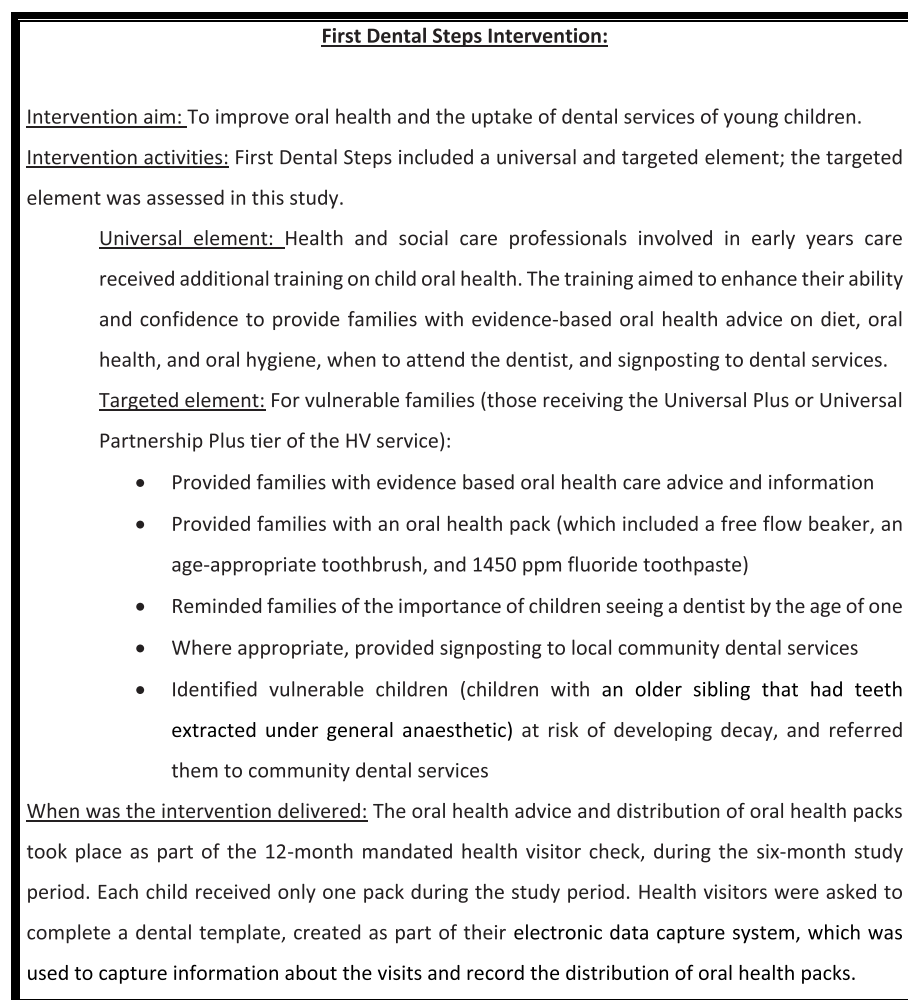 First Dental Steps Intervention:
Intervention aim: To improve oral health and the uptake of dental services of young children.
Intervention activities: First Dental Steps included a universal and targeted element; the targeted
element was assessed in this study.
Universal element: Health and social care professionals involved in early years care
received additional training on child oral health. The training aimed to enhance their ability
and confidence to provide families with evidence-based oral health advice on diet, oral
health, and oral hygiene, when to attend the dentist, and signposting to dental services.
Targeted element: For vulnerable families (those receiving the Universal Plus or Universal
Partnership Plus tier of the HV service):
• Provided families with evidence based oral health care advice and information
• Provided families with an oral health pack (which included a free flow beaker, an
age-appropriate toothbrush, and 1450 ppm fluoride toothpaste)
• Reminded families of the importance of children seeing a dentist by the age of one
• Where appropriate, provided signposting to local community dental services
• Identified vulnerable children (children with an older sibling that had teeth
extracted under general anaesthetic) at risk of developing decay, and referred
them to community dental services
When was the intervention delivered: The oral health advice and distribution of oral health packs
took place as part of the 12-month mandated health visitor check, during the six-month study
period. Each child received only one pack during the study period. Health visitors were asked to
complete a dental template, created as part of their electronic data capture system, which was
used to capture information about the visits and record the distribution of oral health packs.